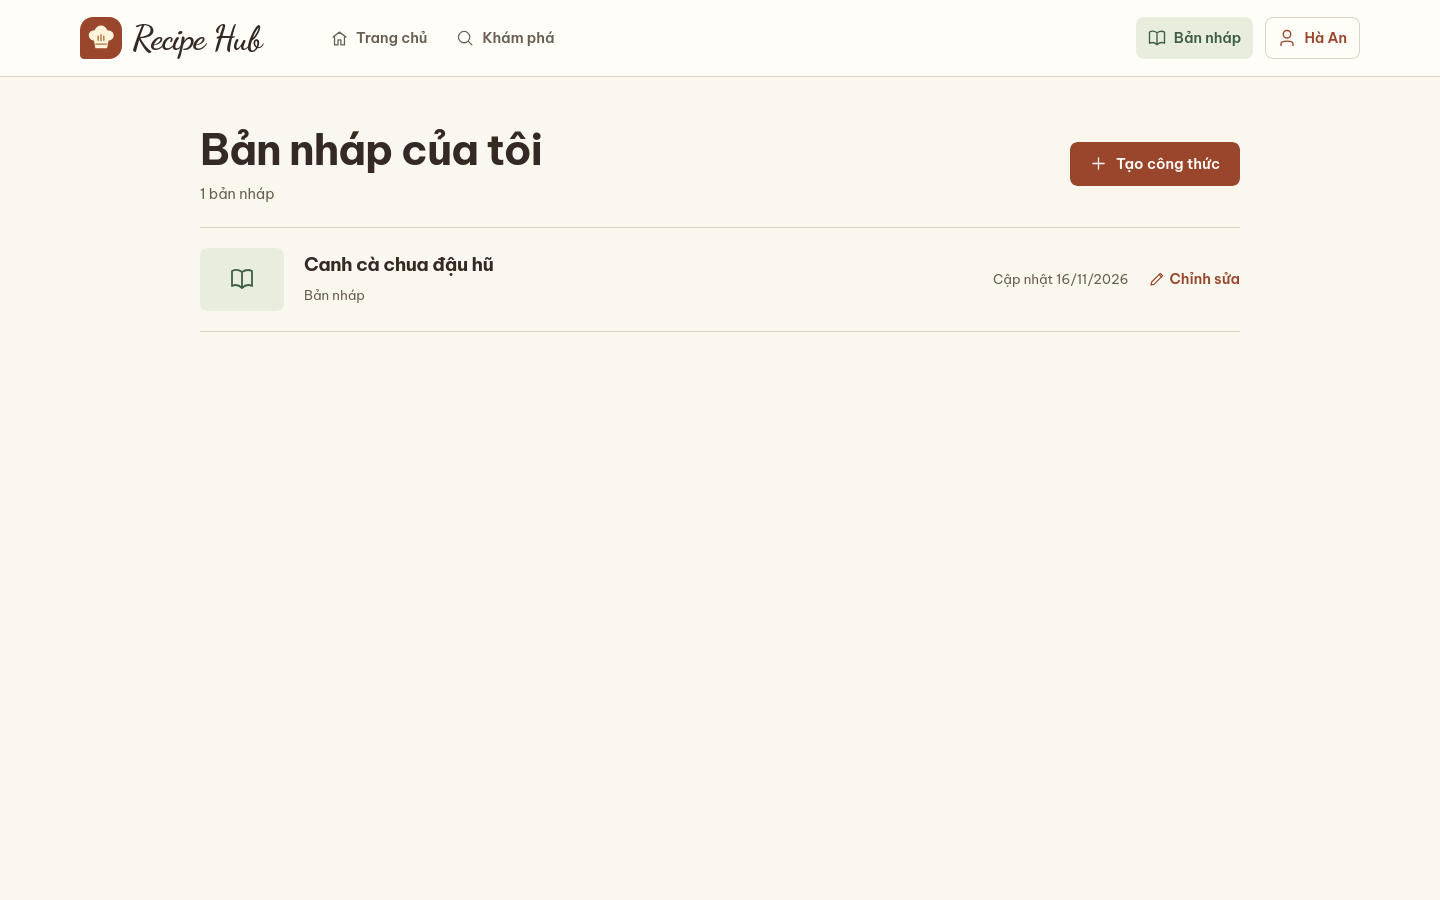 Recipe Hub
Trang chủ
Khám phá
Bản nháp
Hà An
Bản nháp của tôi
1 bản nháp
Tạo công thức
Canh cà chua đậu hũ
Bản nháp
Cập nhật 16/11/2026
Chỉnh sửa